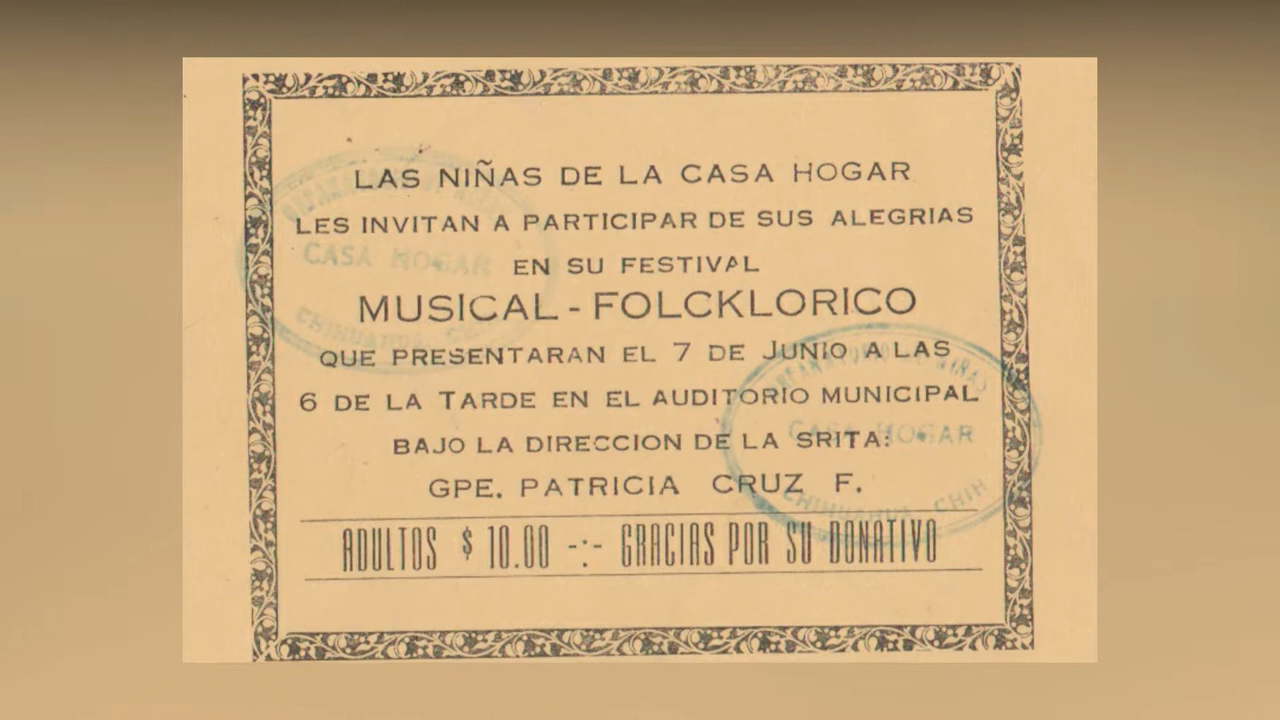 LAS NIÑAS DE LA CASA HOGAR
LES INVITAN A PARTICIPAR DE SUS ALEGRIAS
EN SU FESTIVAL
MUSICAL - FOLCKLORICO
QUE PRESENTARAN EL 7 DE JUNIO A LAS
6 DE LA TARDE EN EL AUDITORIO MUNICIPAL
BAJO LA DIRECCION DE LA SRITA:
GPE. PATRICIA CRUZ F.
ADULTOS $ 10.00 -·- GRACIAS POR SU DONATIVO
CASA HOGAR
CHIHUAHUA
CASA HOGAR
CHIHUAHUA CHIH